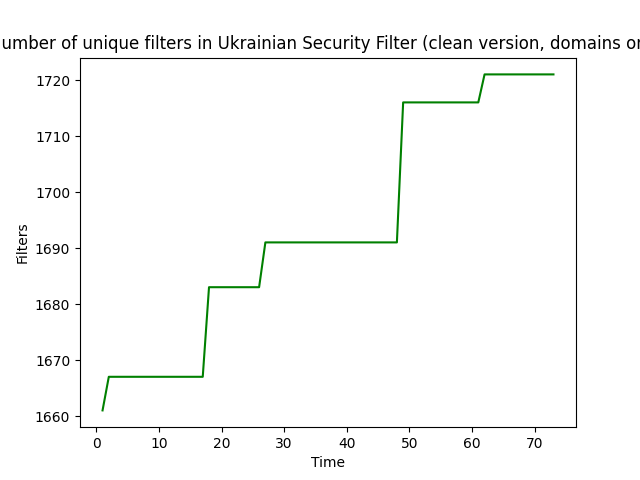 umber of unique filters in Ukrainian Security Filter (clean version, domains or
1720
1710
1700
1690
1680
1670
1660
Filters
0 10 20 30 40 50 60 70
Time